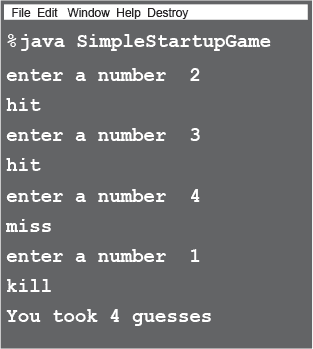 File Edit Window Help Destroy
%java SimpleStartupGame
enter a number 2
hit
enter a number 3
hit
enter a number 4
miss
enter a number 1
kill
You took 4 guesses